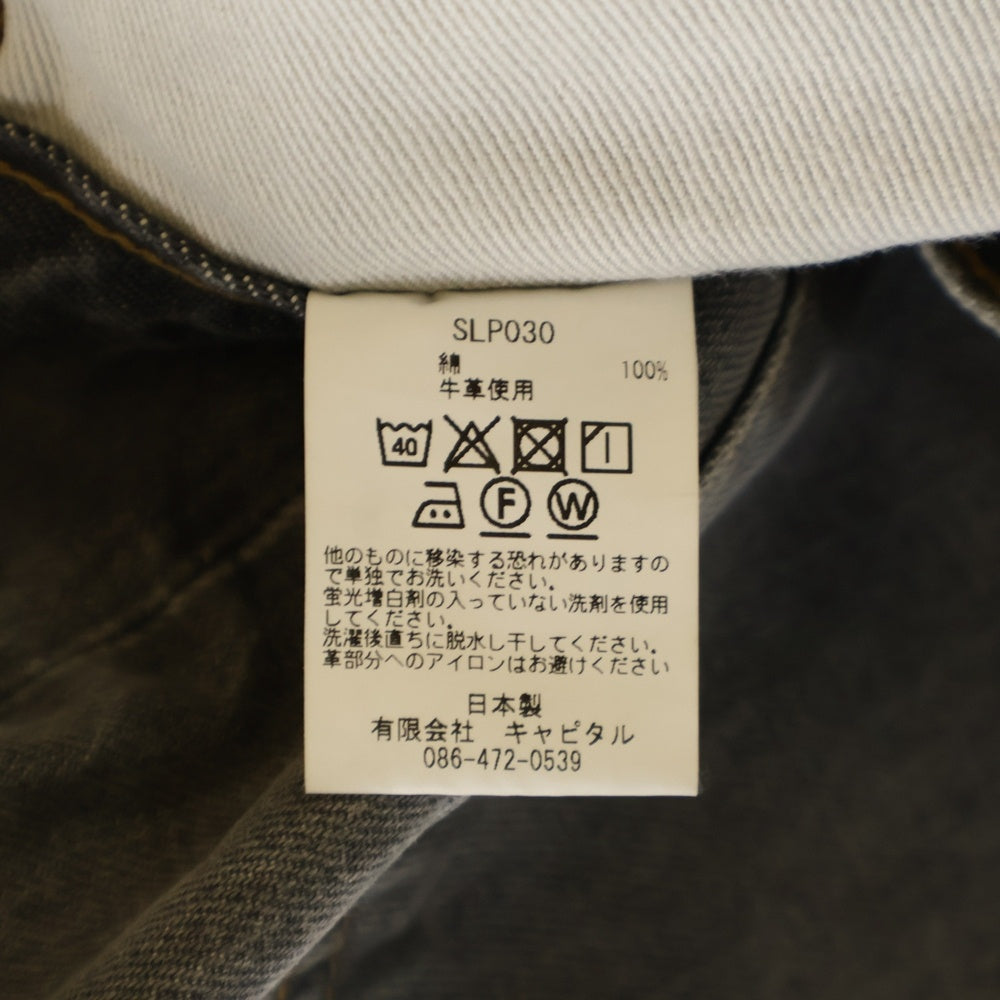 SLP030
綿 100%
牛革使用
40
F W
他のものに移染する恐れがありますの
で単独でお洗いください。
蛍光増白剤の入っていない洗剤を使用
してください。
洗濯後直ちに脱水し干してください。
革部分へのアイロンはお避けください
日本製
有限会社 キャピタル
086-472-0539